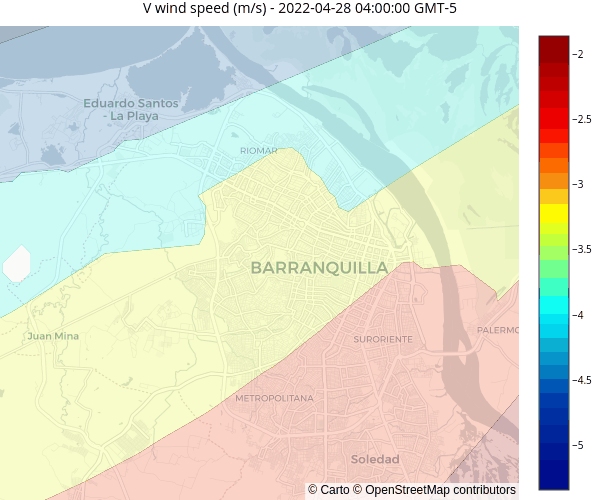 V wind speed (m/s) - 2022-04-28 04:00:00 GMT-5
−2
Eduardo Santos
- La Playa
−2.5
RIOMAR
−3
−3.5
BARRANQUILLA
−4
Juan Mina
SURORIENTE
PALERMO
−4.5
METROPOLITANA
−5
Soledad
© Carto © OpenStreetMap contributors